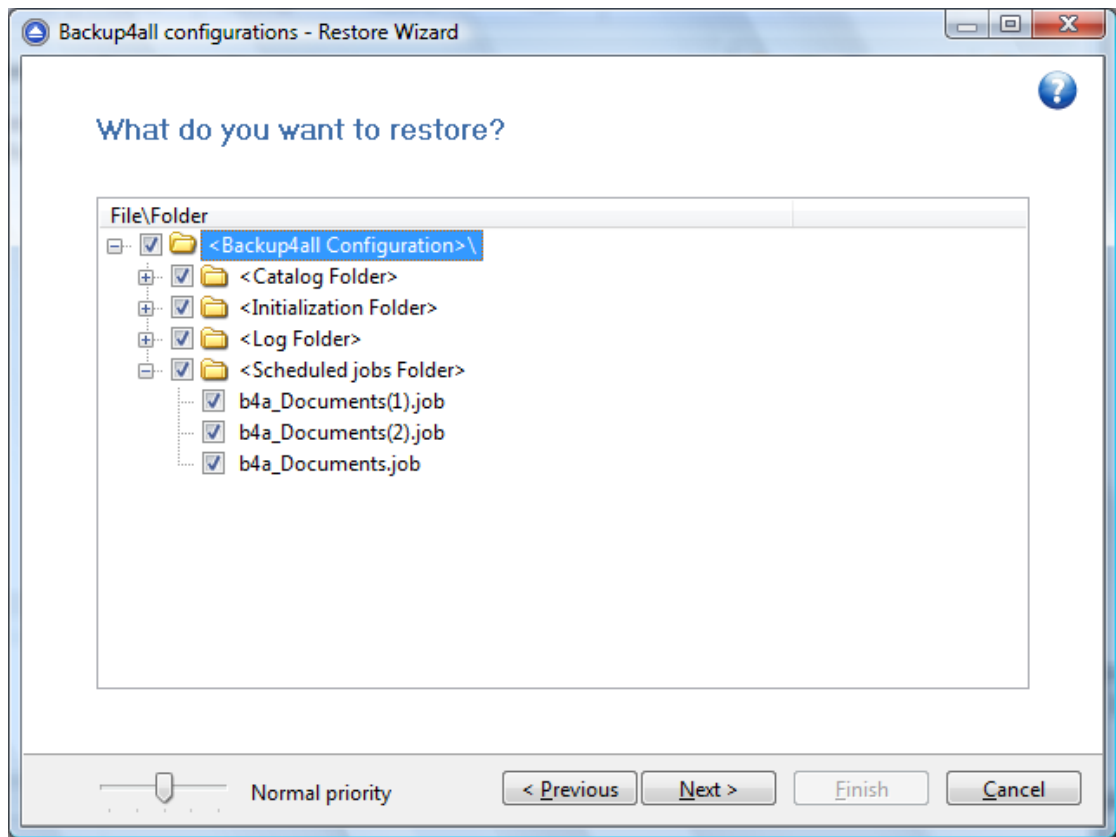 Backup4all configurations - Restore Wizard
?
What do you want to restore?
File\Folder
<Backup4all Configuration>\
<Catalog Folder>
<Initialization Folder>
<Log Folder>
<Scheduled jobs Folder>
b4a_Documents(1).job
b4a_Documents(2).job
b4a_Documents.job
Normal priority < Previous Next > Finish Cancel